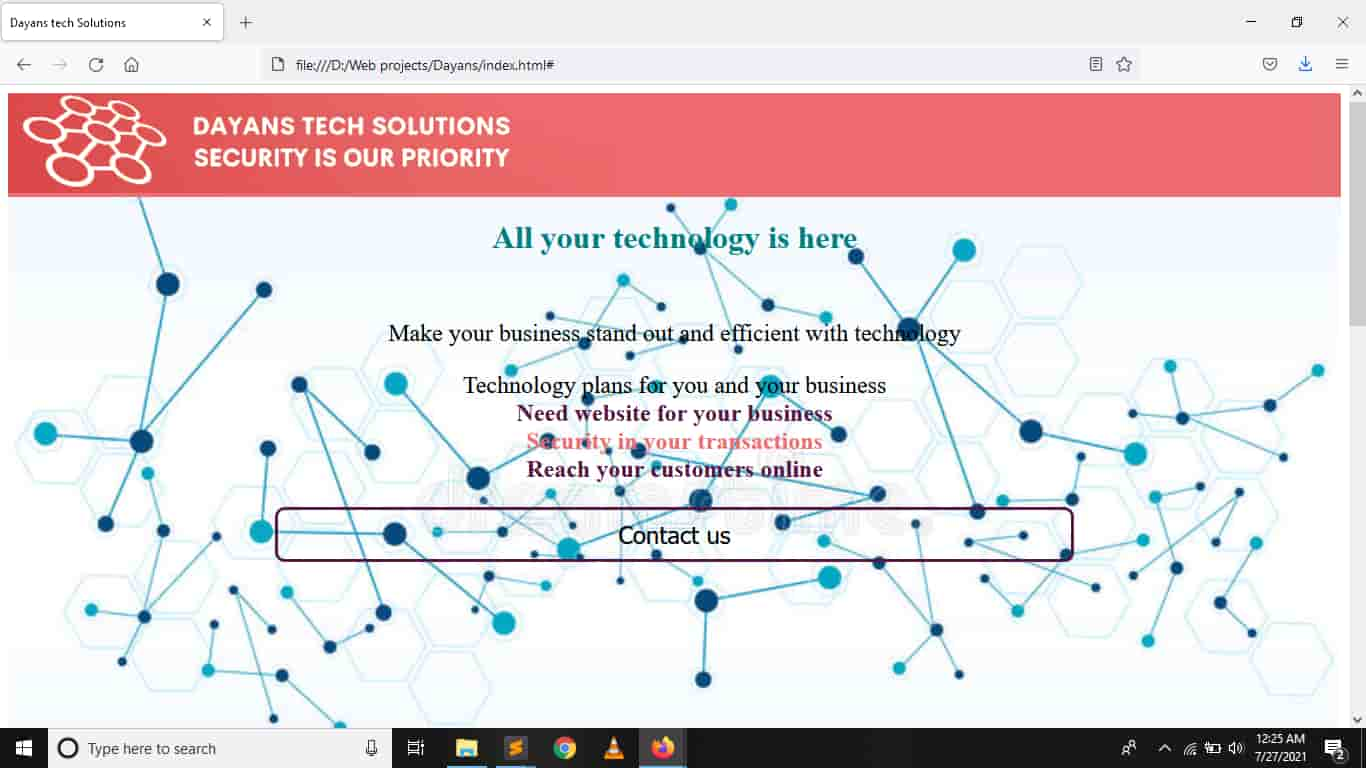 Dayans tech Solutions
file:///D:/Web projects/Dayans/index.html#
DAYANS TECH SOLUTIONS
SECURITY IS OUR PRIORITY
All your technology is here
Make your business stand out and efficient with technology
Technology plans for you and your business
Need website for your business
Security in your transactions
Reach your customers online
dreamstime
Contact us
Type here to search
12:25 AM
7/27/2021
2